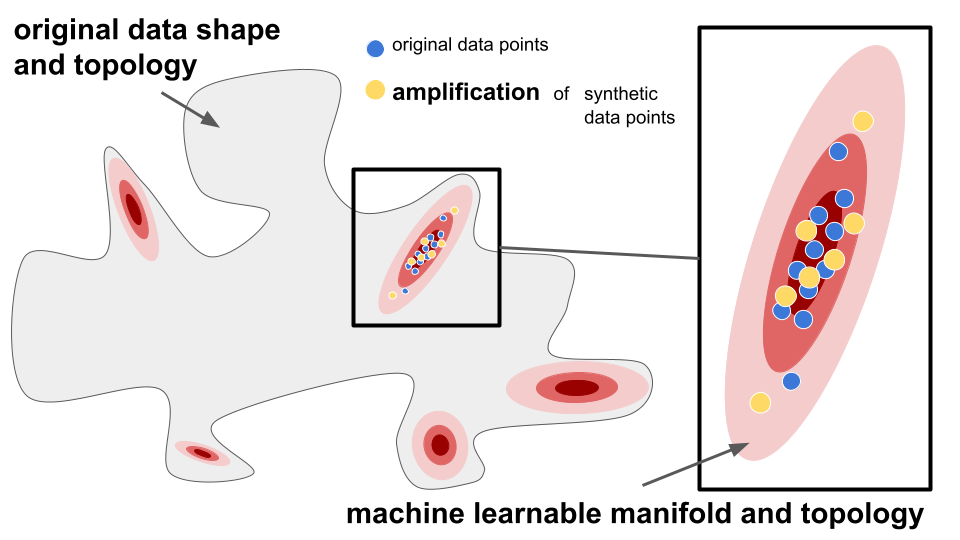 original data shape
and topology
original data points
amplification of synthetic
data points
machine learnable manifold and topology